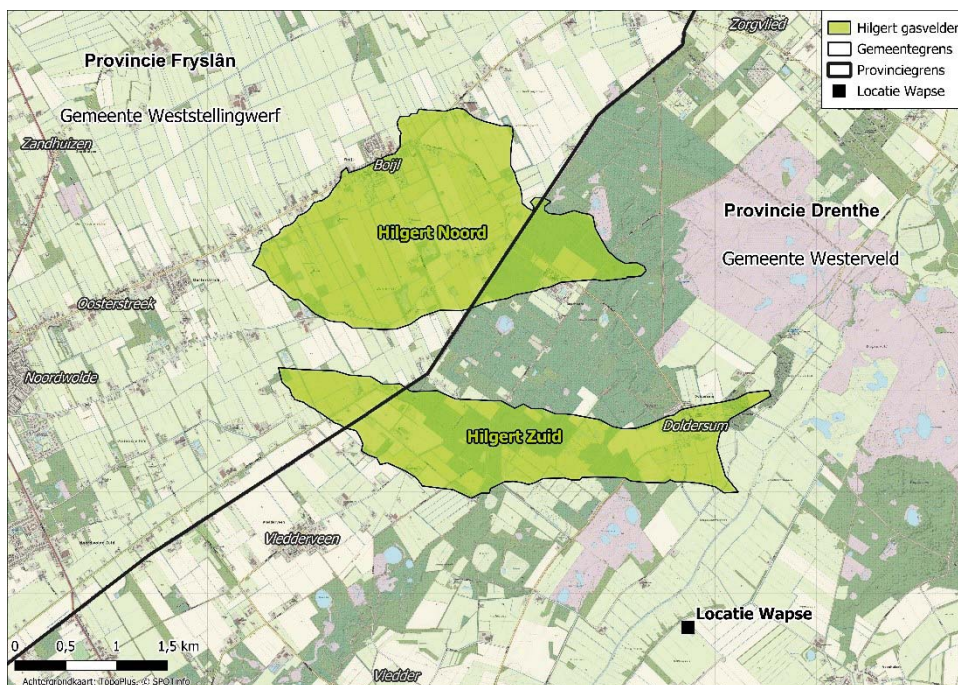 Zorgvlied
Hilgert gasvelden
Gemeentegrens
Provinciegrens
Locatie Wapse
Provincie Fryslân
Gemeente Weststellingwerf
Zandhuizen
Boijl
Provincie Drenthe
Hilgert Noord
Gemeente Westerveld
Oosterstreek
Noordwolde
Doldersum
Hilgert Zuid
Vledderveen
Locatie Wapse
0 0,5 1 1,5 km
Vledder
Achtergrondkaart: TopoPlus, © SPOTinfo